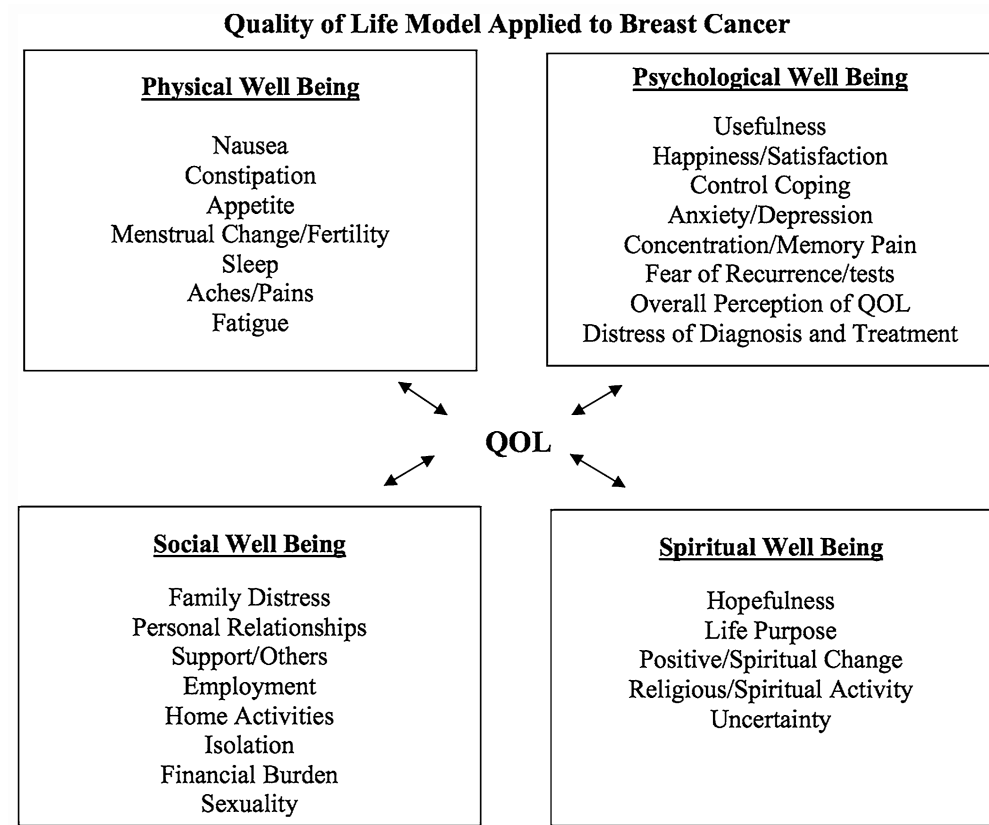 Quality of Life Model Applied to Breast Cancer
Physical Well Being
Nausea
Constipation
Appetite
Menstrual Change/Fertility
Sleep
Aches/Pains
Fatigue
Psychological Well Being
Usefulness
Happiness/Satisfaction
Control Coping
Anxiety/Depression
Concentration/Memory Pain
Fear of Recurrence/tests
Overall Perception of QOL
Distress of Diagnosis and Treatment
QOL
Social Well Being
Family Distress
Personal Relationships
Support/Others
Employment
Home Activities
Isolation
Financial Burden
Sexuality
Spiritual Well Being
Hopefulness
Life Purpose
Positive/Spiritual Change
Religious/Spiritual Activity
Uncertainty